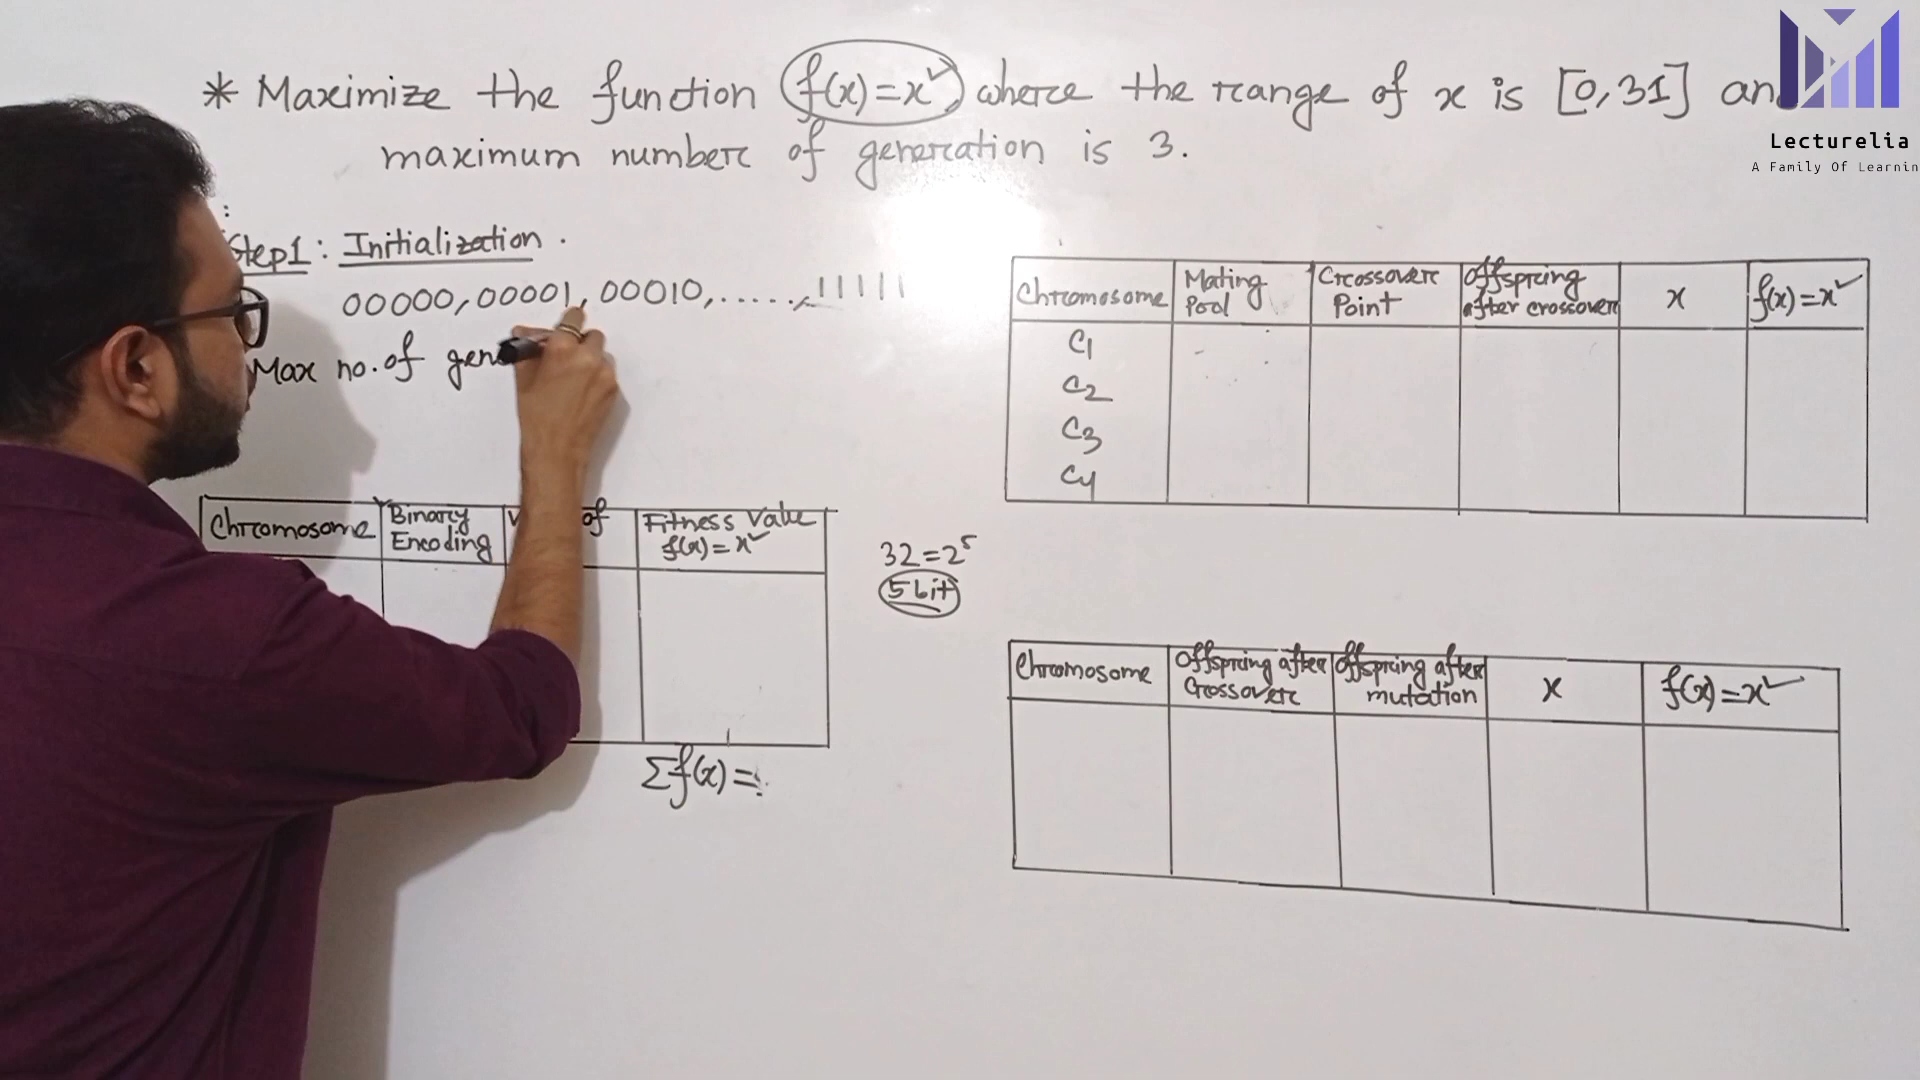 * Maximize the function f(x)=x², where the range of x is [0,31] an
maximum number of generation is 3.
Lecturelia
A Family Of Learnin
Step1: Initialization.
00000, 00001, 00010, ....., 11111
Max no. of gen
Chromosome Binary Encoding of Fitness Value f(x)=x²
Σf(x)=
32=2⁵
5 bit
Chromosome Mating Pool Crossover Point Offspring after crossover x f(x)=x²
C1
C2
C3
C4
Chromosome Offspring after Crossover Offspring after mutation x f(x)=x²